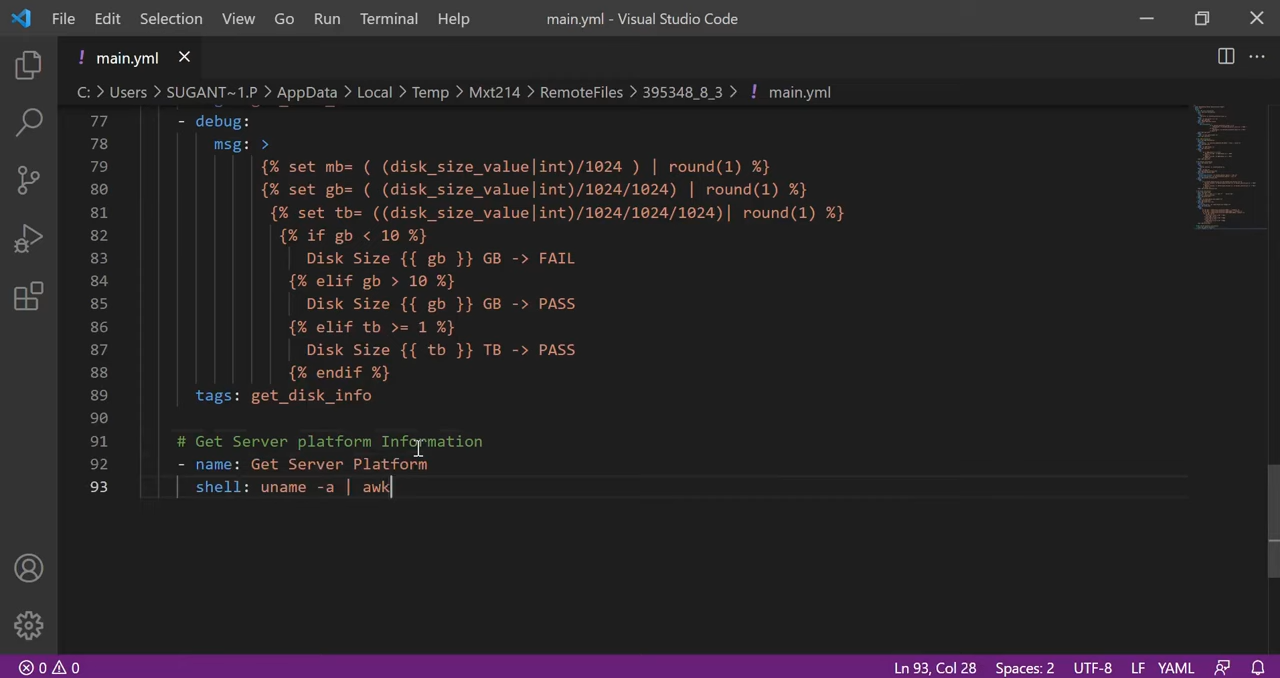 File Edit Selection View Go Run Terminal Help main.yml - Visual Studio Code
! main.yml
C: > Users > SUGANT~1.P > AppData > Local > Temp > Mxt214 > RemoteFiles > 395348_8_3 > ! main.yml
77 - debug:
78 msg: >
79 {% set mb= ( (disk_size_value|int)/1024 ) | round(1) %}
80 {% set gb= ( (disk_size_value|int)/1024/1024) | round(1) %}
81 {% set tb= ((disk_size_value|int)/1024/1024/1024)| round(1) %}
82 {% if gb < 10 %}
83 Disk Size {{ gb }} GB -> FAIL
84 {% elif gb > 10 %}
85 Disk Size {{ gb }} GB -> PASS
86 {% elif tb >= 1 %}
87 Disk Size {{ tb }} TB -> PASS
88 {% endif %}
89 tags: get_disk_info
90
91 # Get Server platform Information
92 - name: Get Server Platform
93 shell: uname -a | awk
0 0 Ln 93, Col 28 Spaces: 2 UTF-8 LF YAML